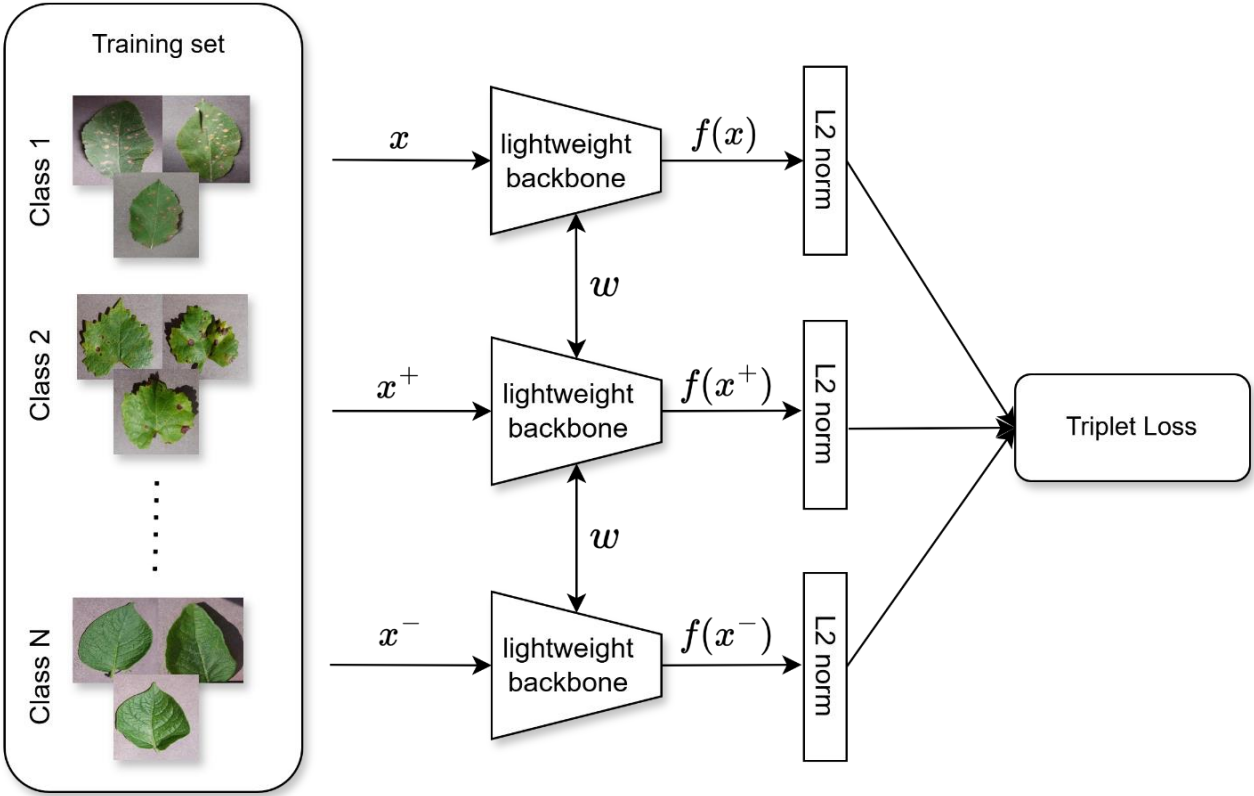 Training set
Class 1
Class 2
Class N
x
lightweight
backbone
f(x)
L2 norm
w
x⁺
lightweight
backbone
f(x⁺)
L2 norm
Triplet Loss
w
x⁻
lightweight
backbone
f(x⁻)
L2 norm